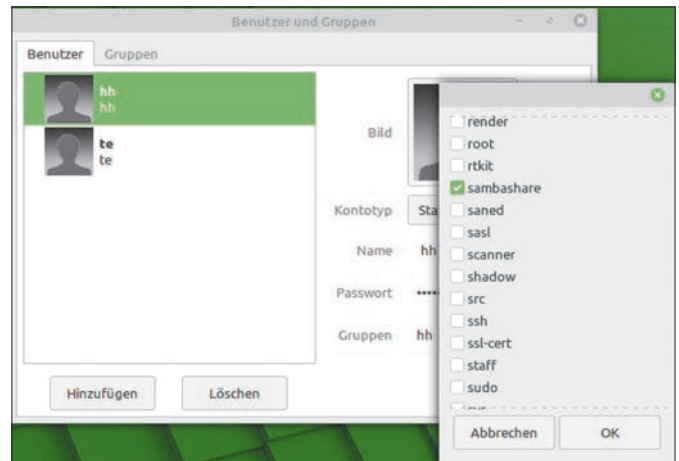 Benutzer und Gruppen
Benutzer Gruppen
hh
hh
te
te
Bild
Kontotyp Sta
Name hh
Passwort •••••
Gruppen hh
Hinzufügen Löschen
render
root
rtkit
sambashare
saned
sasl
scanner
shadow
src
ssh
ssl-cert
staff
sudo
Abbrechen OK